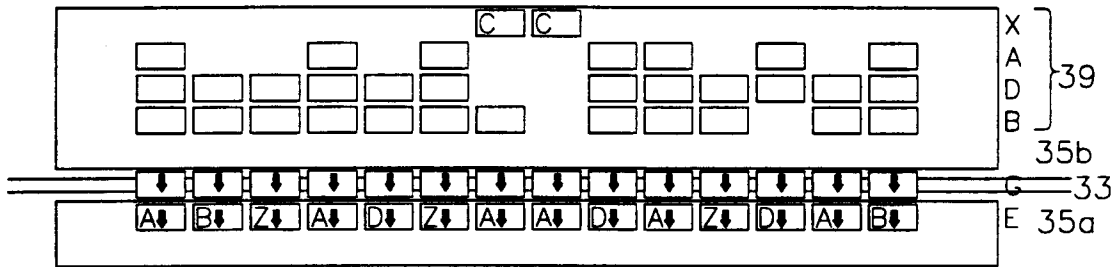 C C X
A
D 39
B
35b
G 33
A B Z A D Z A A D A Z D A B E 35a